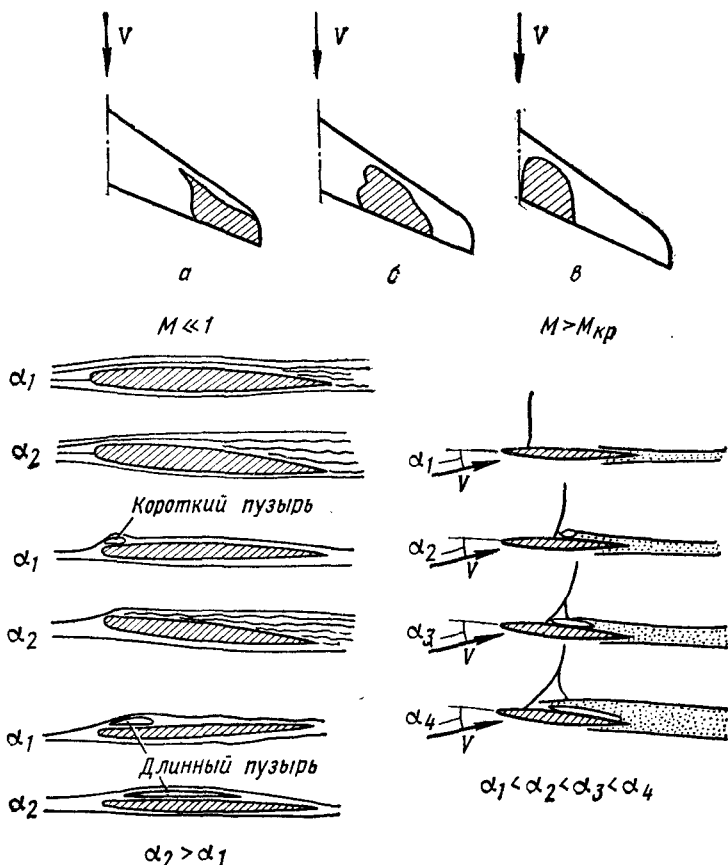 V V V
а б в
M ≪ 1
M > Mкр
α₁
α₂
Короткий пузырь
α₁
α₂
α₁
Длинный пузырь
α₂
α₂ > α₁
α₁ V
α₂ V
α₃ V
α₄ V
α₁ < α₂ < α₃ < α₄